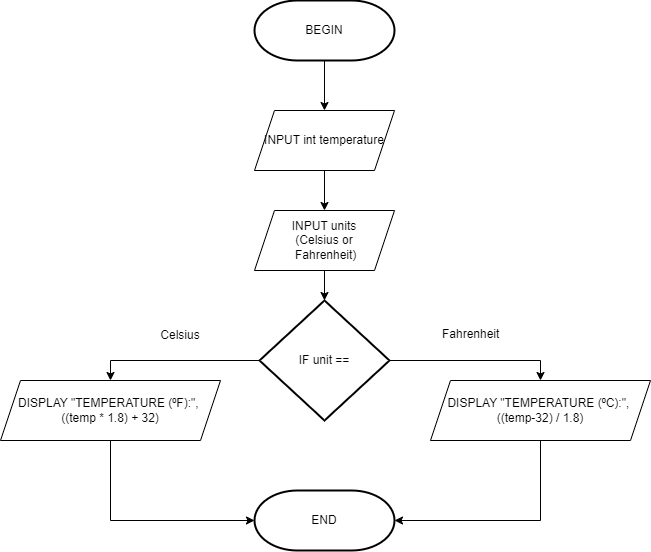 BEGIN
INPUT int temperature
INPUT units
(Celsius or
Fahrenheit)
Celsius
Fahrenheit
IF unit ==
DISPLAY "TEMPERATURE (ºF):",
((temp * 1.8) + 32)
DISPLAY "TEMPERATURE (ºC):",
((temp-32) / 1.8)
END